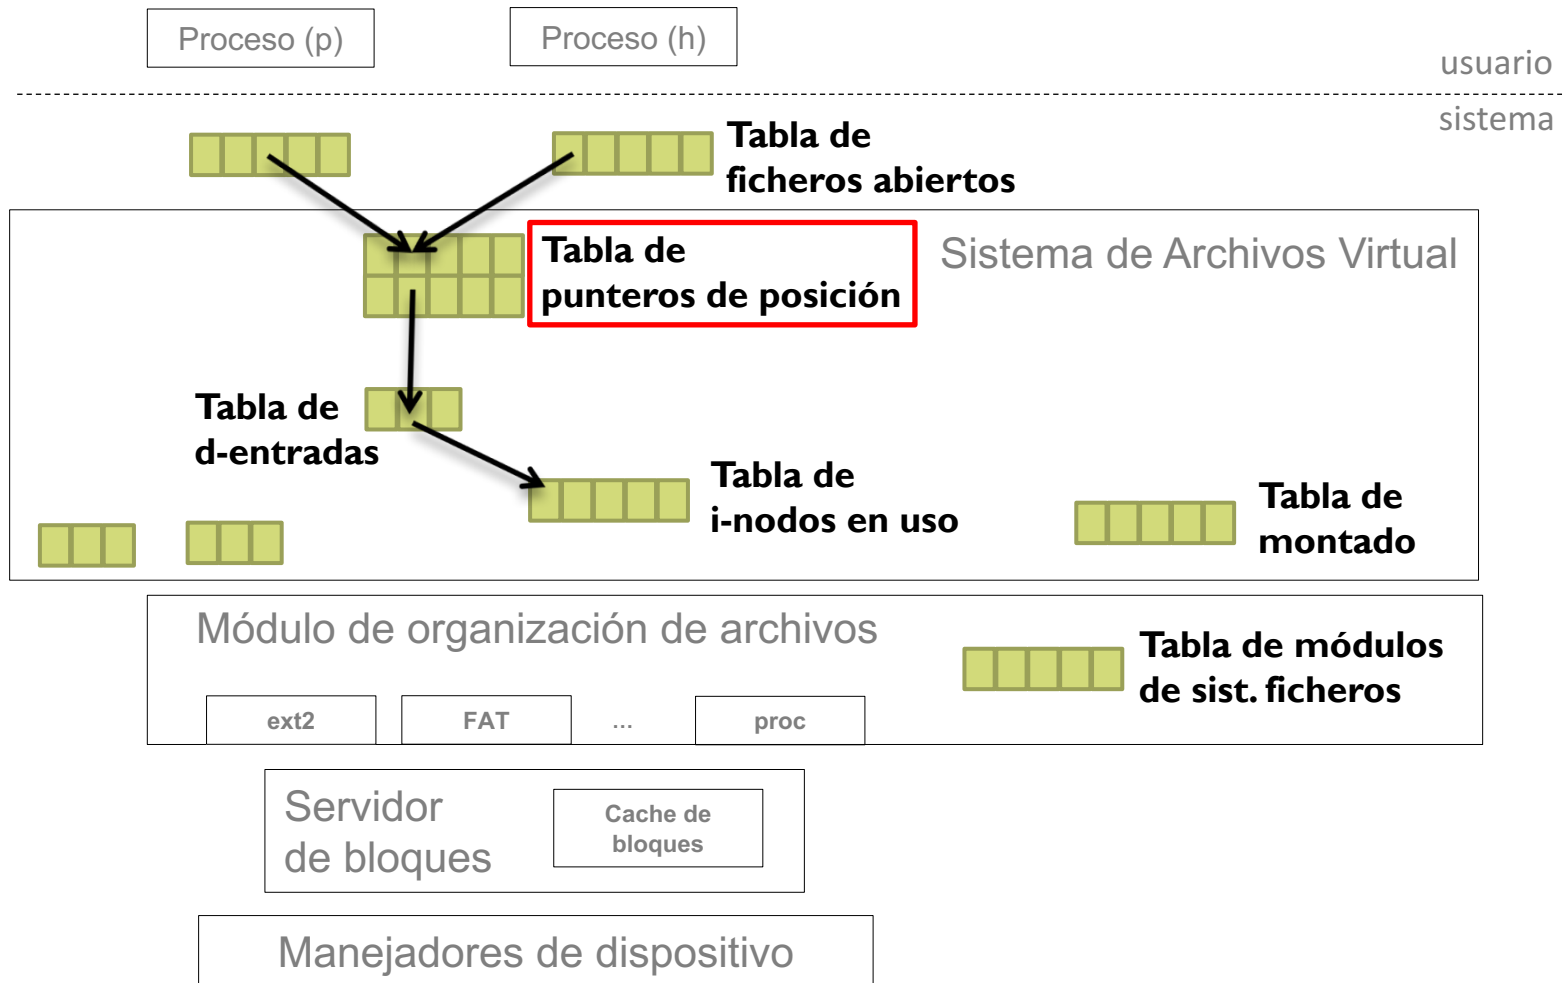 Proceso (p)
Proceso (h)
usuario
sistema
Tabla de
ficheros abiertos
Tabla de
punteros de posición
Sistema de Archivos Virtual
Tabla de
d-entradas
Tabla de
i-nodos en uso
Tabla de
montado
Módulo de organización de archivos
Tabla de módulos
de sist. ficheros
ext2
FAT
...
proc
Servidor
de bloques
Cache de
bloques
Manejadores de dispositivo